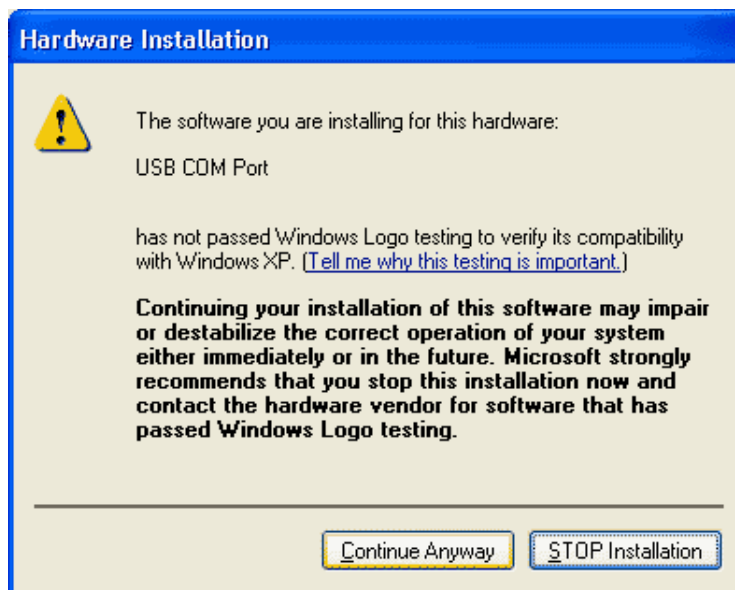 Hardware Installation
The software you are installing for this hardware:
USB COM Port
has not passed Windows Logo testing to verify its compatibility
with Windows XP. (Tell me why this testing is important.)
Continuing your installation of this software may impair
or destabilize the correct operation of your system
either immediately or in the future. Microsoft strongly
recommends that you stop this installation now and
contact the hardware vendor for software that has
passed Windows Logo testing.
Continue Anyway
STOP Installation